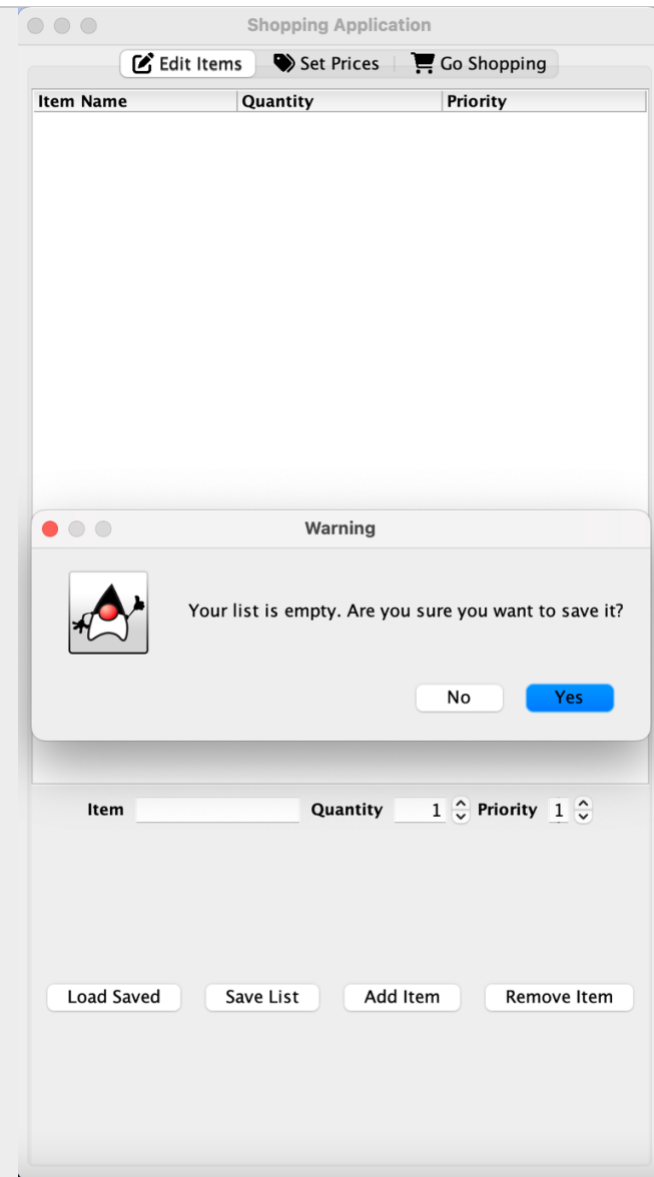 Shopping Application
Edit Items Set Prices Go Shopping
Item Name Quantity Priority
Warning
Your list is empty. Are you sure you want to save it?
No Yes
Item Quantity 1 Priority 1
Load Saved Save List Add Item Remove Item